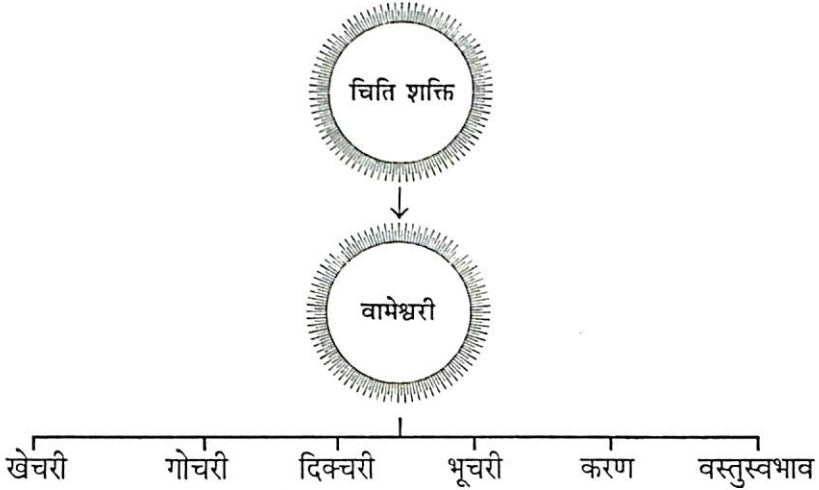 चिति शक्ति
वामेश्वरी
खेचरी गोचरी दिक्चरी भूचरी करण वस्तुस्वभाव